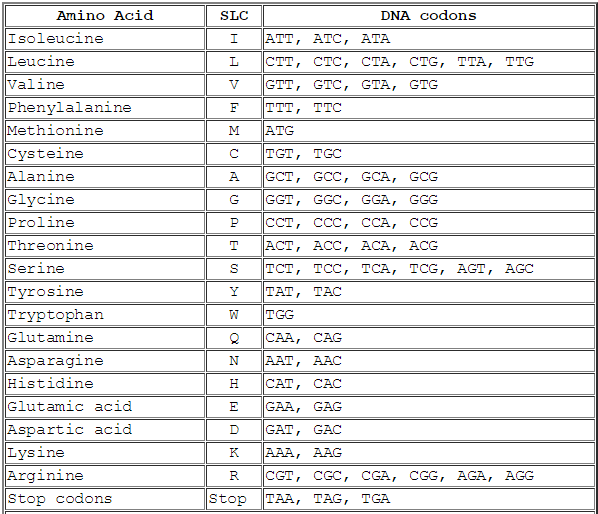 Amino Acid SLC DNA codons
Isoleucine I ATT, ATC, ATA
Leucine L CTT, CTC, CTA, CTG, TTA, TTG
Valine V GTT, GTC, GTA, GTG
Phenylalanine F TTT, TTC
Methionine M ATG
Cysteine C TGT, TGC
Alanine A GCT, GCC, GCA, GCG
Glycine G GGT, GGC, GGA, GGG
Proline P CCT, CCC, CCA, CCG
Threonine T ACT, ACC, ACA, ACG
Serine S TCT, TCC, TCA, TCG, AGT, AGC
Tyrosine Y TAT, TAC
Tryptophan W TGG
Glutamine Q CAA, CAG
Asparagine N AAT, AAC
Histidine H CAT, CAC
Glutamic acid E GAA, GAG
Aspartic acid D GAT, GAC
Lysine K AAA, AAG
Arginine R CGT, CGC, CGA, CGG, AGA, AGG
Stop codons Stop TAA, TAG, TGA